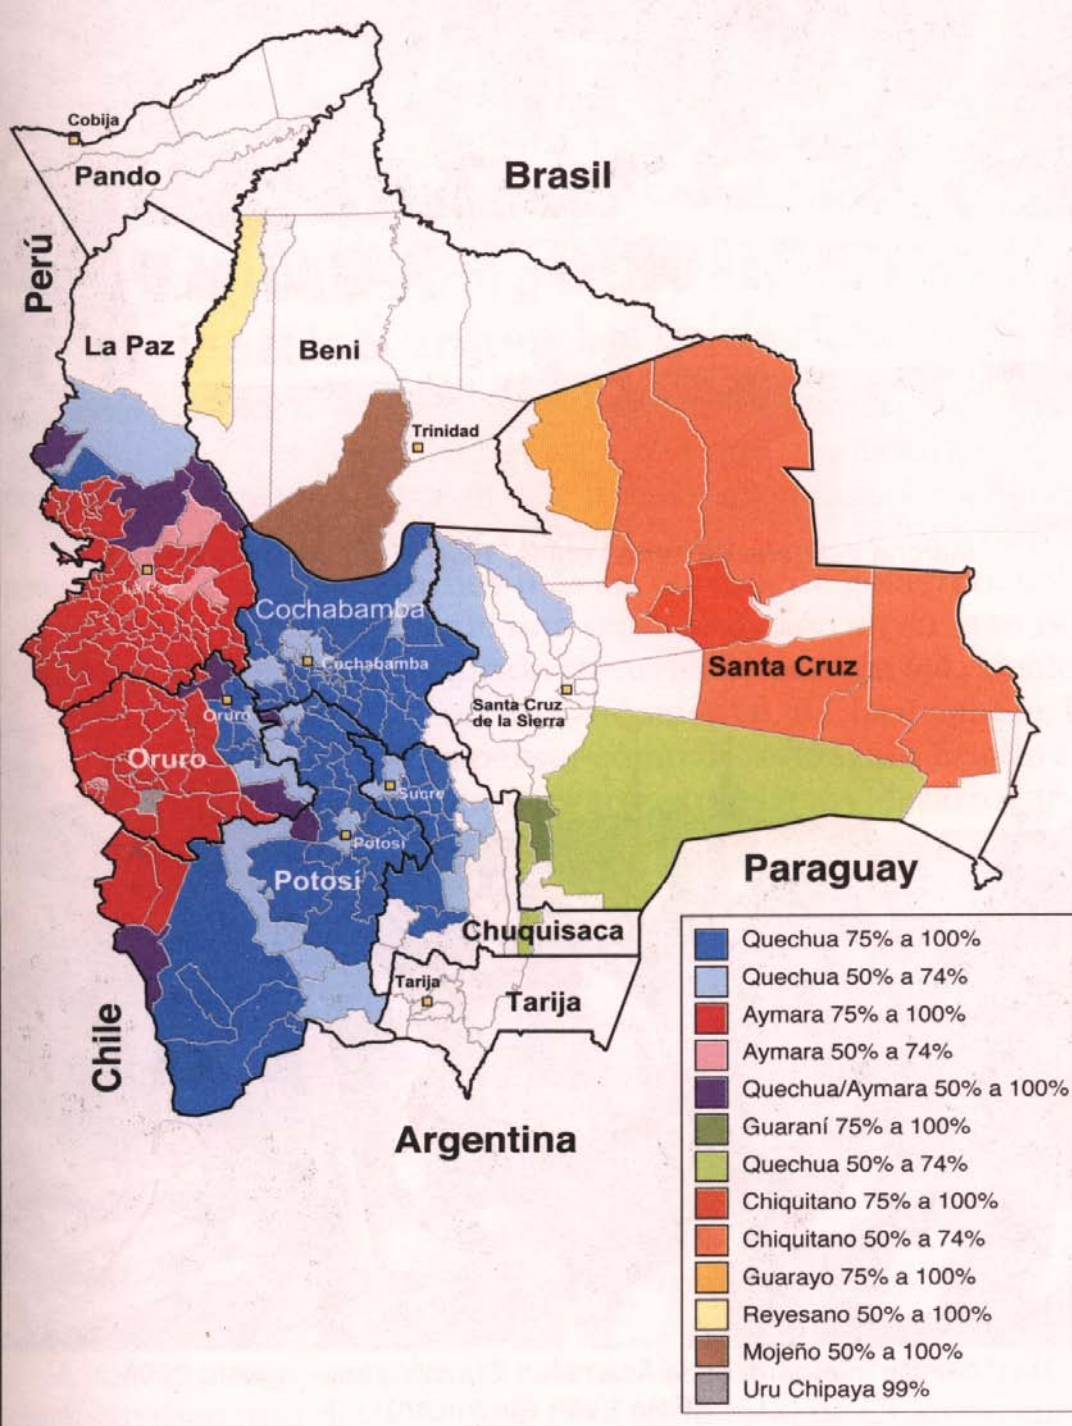 Cobija
Pando
Brasil
Perú
La Paz
Beni
Trinidad
Cochabamba
Cochabamba
Santa Cruz
Santa Cruz
de la Sierra
Oruro
Oruro
Sucre
Potosí
Potosí
Paraguay
Chuquisaca
Tarija
Tarija
Chile
Argentina
Quechua 75% a 100%
Quechua 50% a 74%
Aymara 75% a 100%
Aymara 50% a 74%
Quechua/Aymara 50% a 100%
Guaraní 75% a 100%
Quechua 50% a 74%
Chiquitano 75% a 100%
Chiquitano 50% a 74%
Guarayo 75% a 100%
Reyesano 50% a 100%
Mojeño 50% a 100%
Uru Chipaya 99%